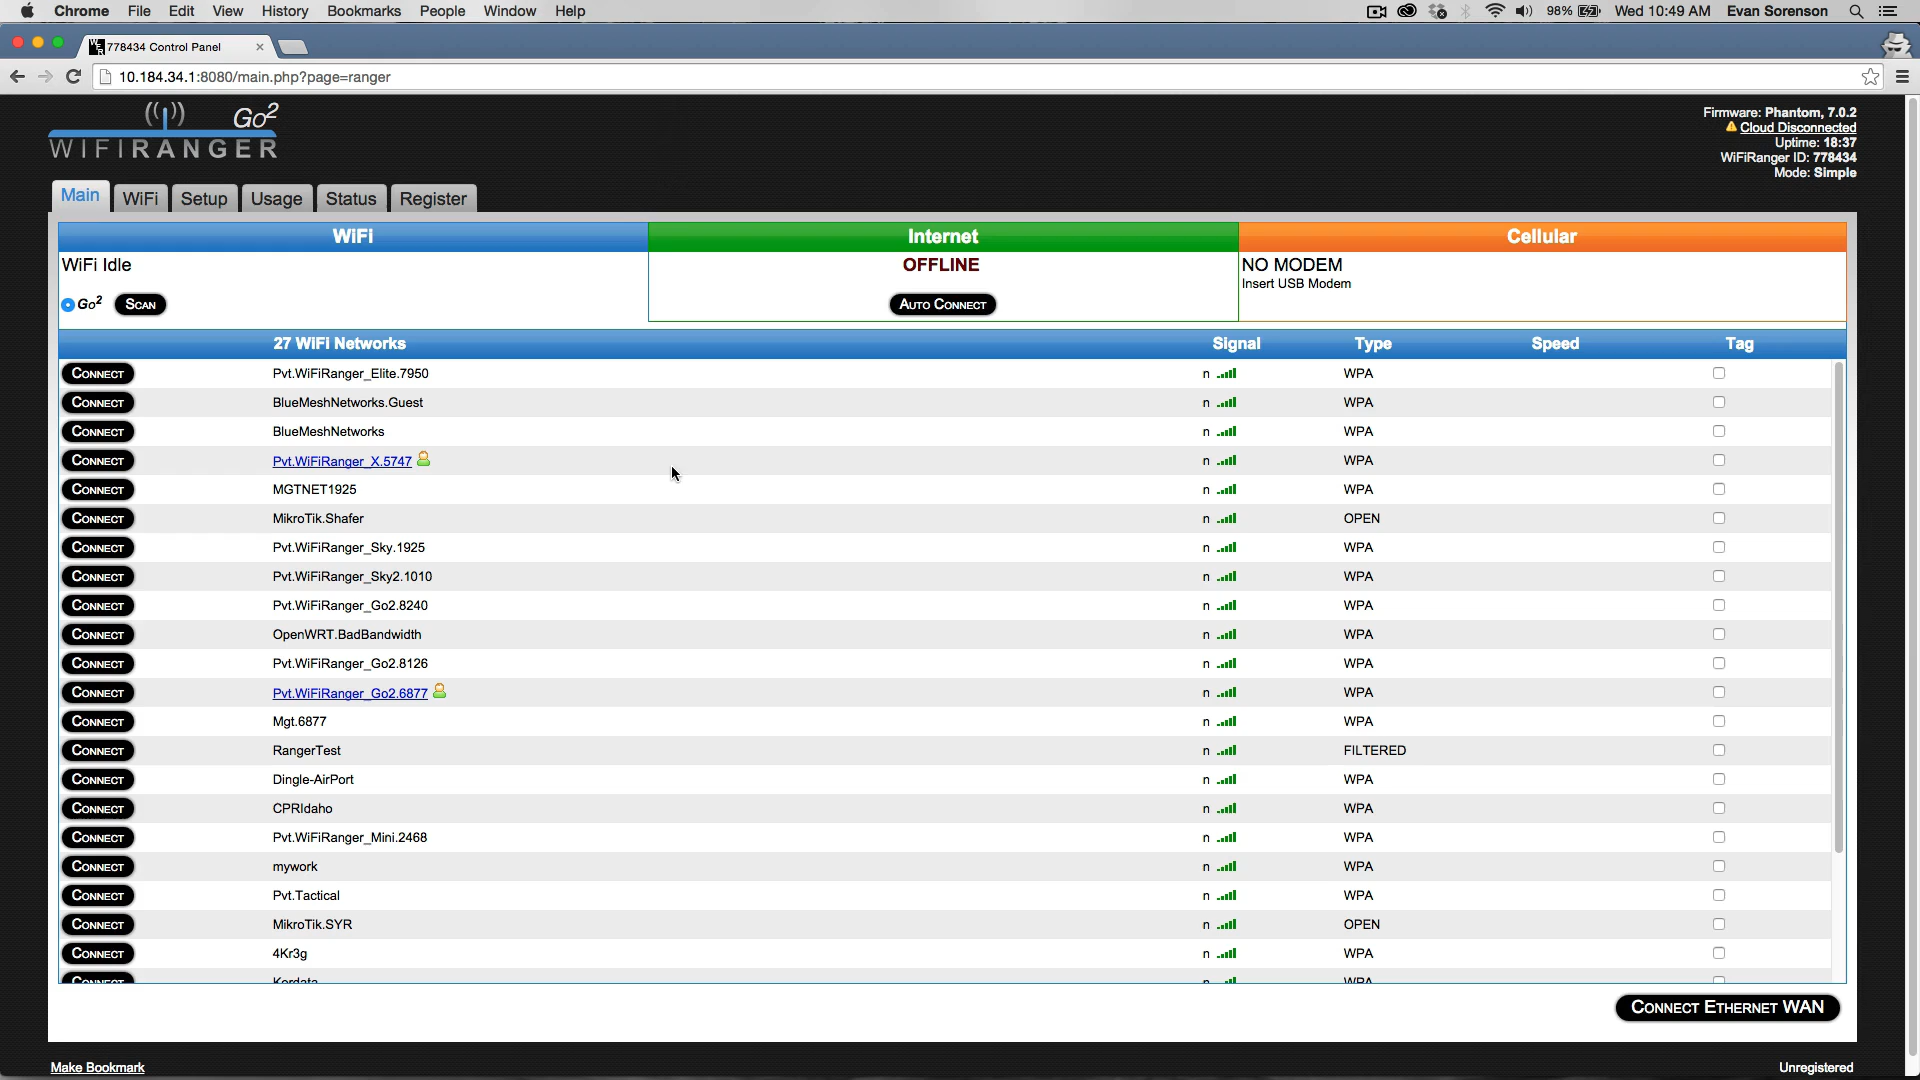 Chrome File Edit View History Bookmarks People Window Help 98% Wed 10:49 AM Evan Sorenson
778434 Control Panel
10.184.34.1:8080/main.php?page=ranger
Go2
WIFIRANGER
Firmware: Phantom, 7.0.2
Cloud Disconnected
Uptime: 18:37
WiFiRanger ID: 778434
Mode: Simple
Main WiFi Setup Usage Status Register
WiFi Internet Cellular
WiFi Idle OFFLINE NO MODEM
Insert USB Modem
Go2 SCAN AUTO CONNECT
27 WiFi Networks Signal Type Speed Tag
CONNECT Pvt.WiFiRanger_Elite.7950 n WPA
CONNECT BlueMeshNetworks.Guest n WPA
CONNECT BlueMeshNetworks n WPA
CONNECT Pvt.WiFiRanger_X.5747 n WPA
CONNECT MGTNET1925 n WPA
CONNECT MikroTik.Shafer n OPEN
CONNECT Pvt.WiFiRanger_Sky.1925 n WPA
CONNECT Pvt.WiFiRanger_Sky2.1010 n WPA
CONNECT Pvt.WiFiRanger_Go2.8240 n WPA
CONNECT OpenWRT.BadBandwidth n WPA
CONNECT Pvt.WiFiRanger_Go2.8126 n WPA
CONNECT Pvt.WiFiRanger_Go2.6877 n WPA
CONNECT Mgt.6877 n WPA
CONNECT RangerTest n FILTERED
CONNECT Dingle-AirPort n WPA
CONNECT CPRIdaho n WPA
CONNECT Pvt.WiFiRanger_Mini.2468 n WPA
CONNECT mywork n WPA
CONNECT Pvt.Tactical n WPA
CONNECT MikroTik.SYR n OPEN
CONNECT 4Kr3g n WPA
CONNECT Kordata n WPA
CONNECT ETHERNET WAN
Make Bookmark Unregistered